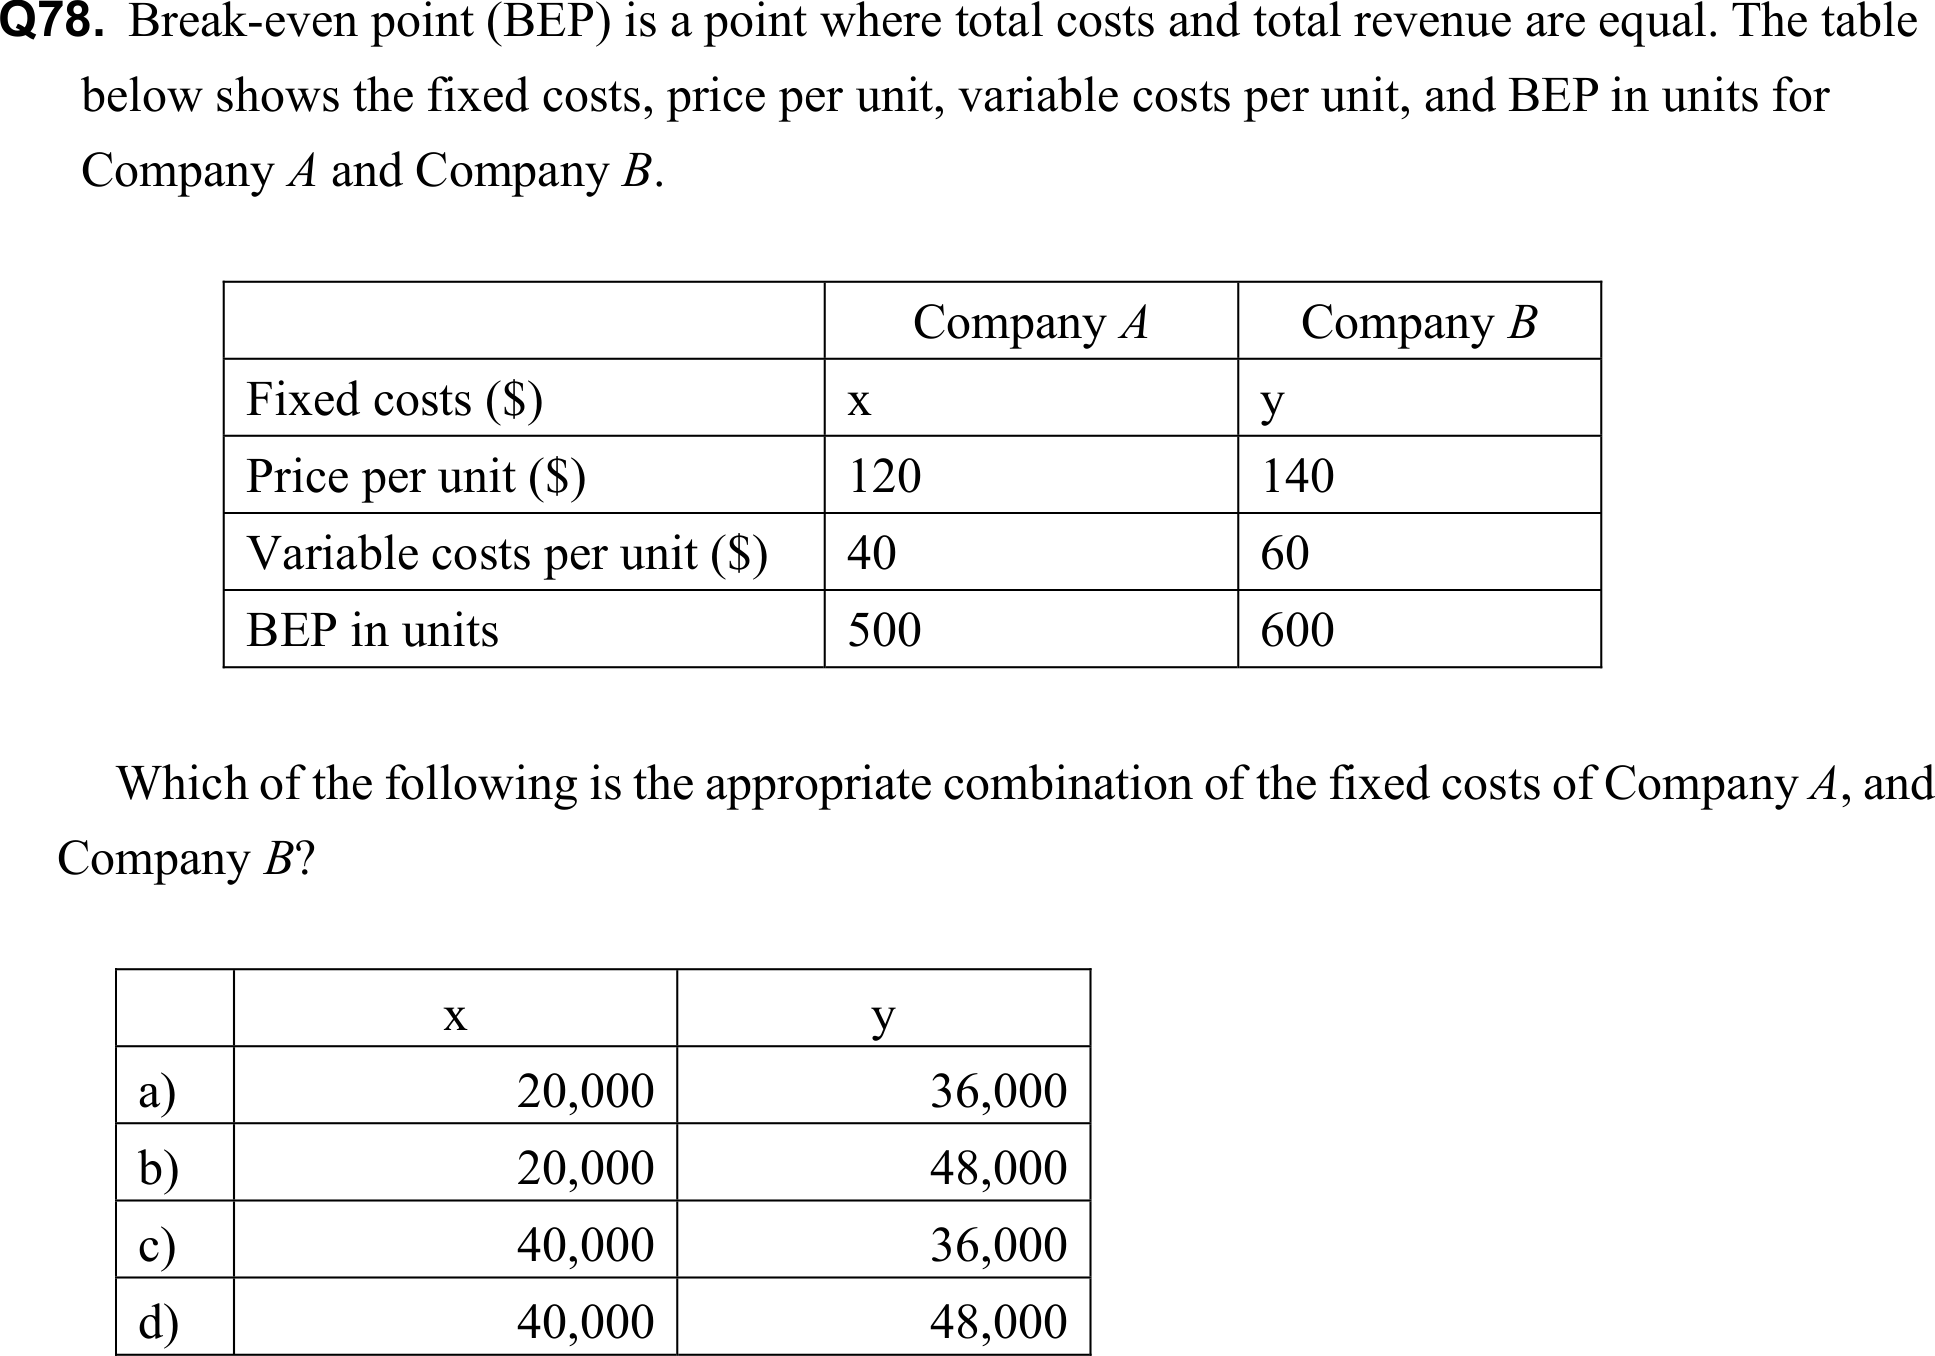 Q78. Break-even point (BEP) is a point where total costs and total revenue are equal. The table
below shows the fixed costs, price per unit, variable costs per unit, and BEP in units for
Company A and Company B.
Company A Company B
Fixed costs ($) x y
Price per unit ($) 120 140
Variable costs per unit ($) 40 60
BEP in units 500 600
Which of the following is the appropriate combination of the fixed costs of Company A, and
Company B?
x y
a) 20,000 36,000
b) 20,000 48,000
c) 40,000 36,000
d) 40,000 48,000